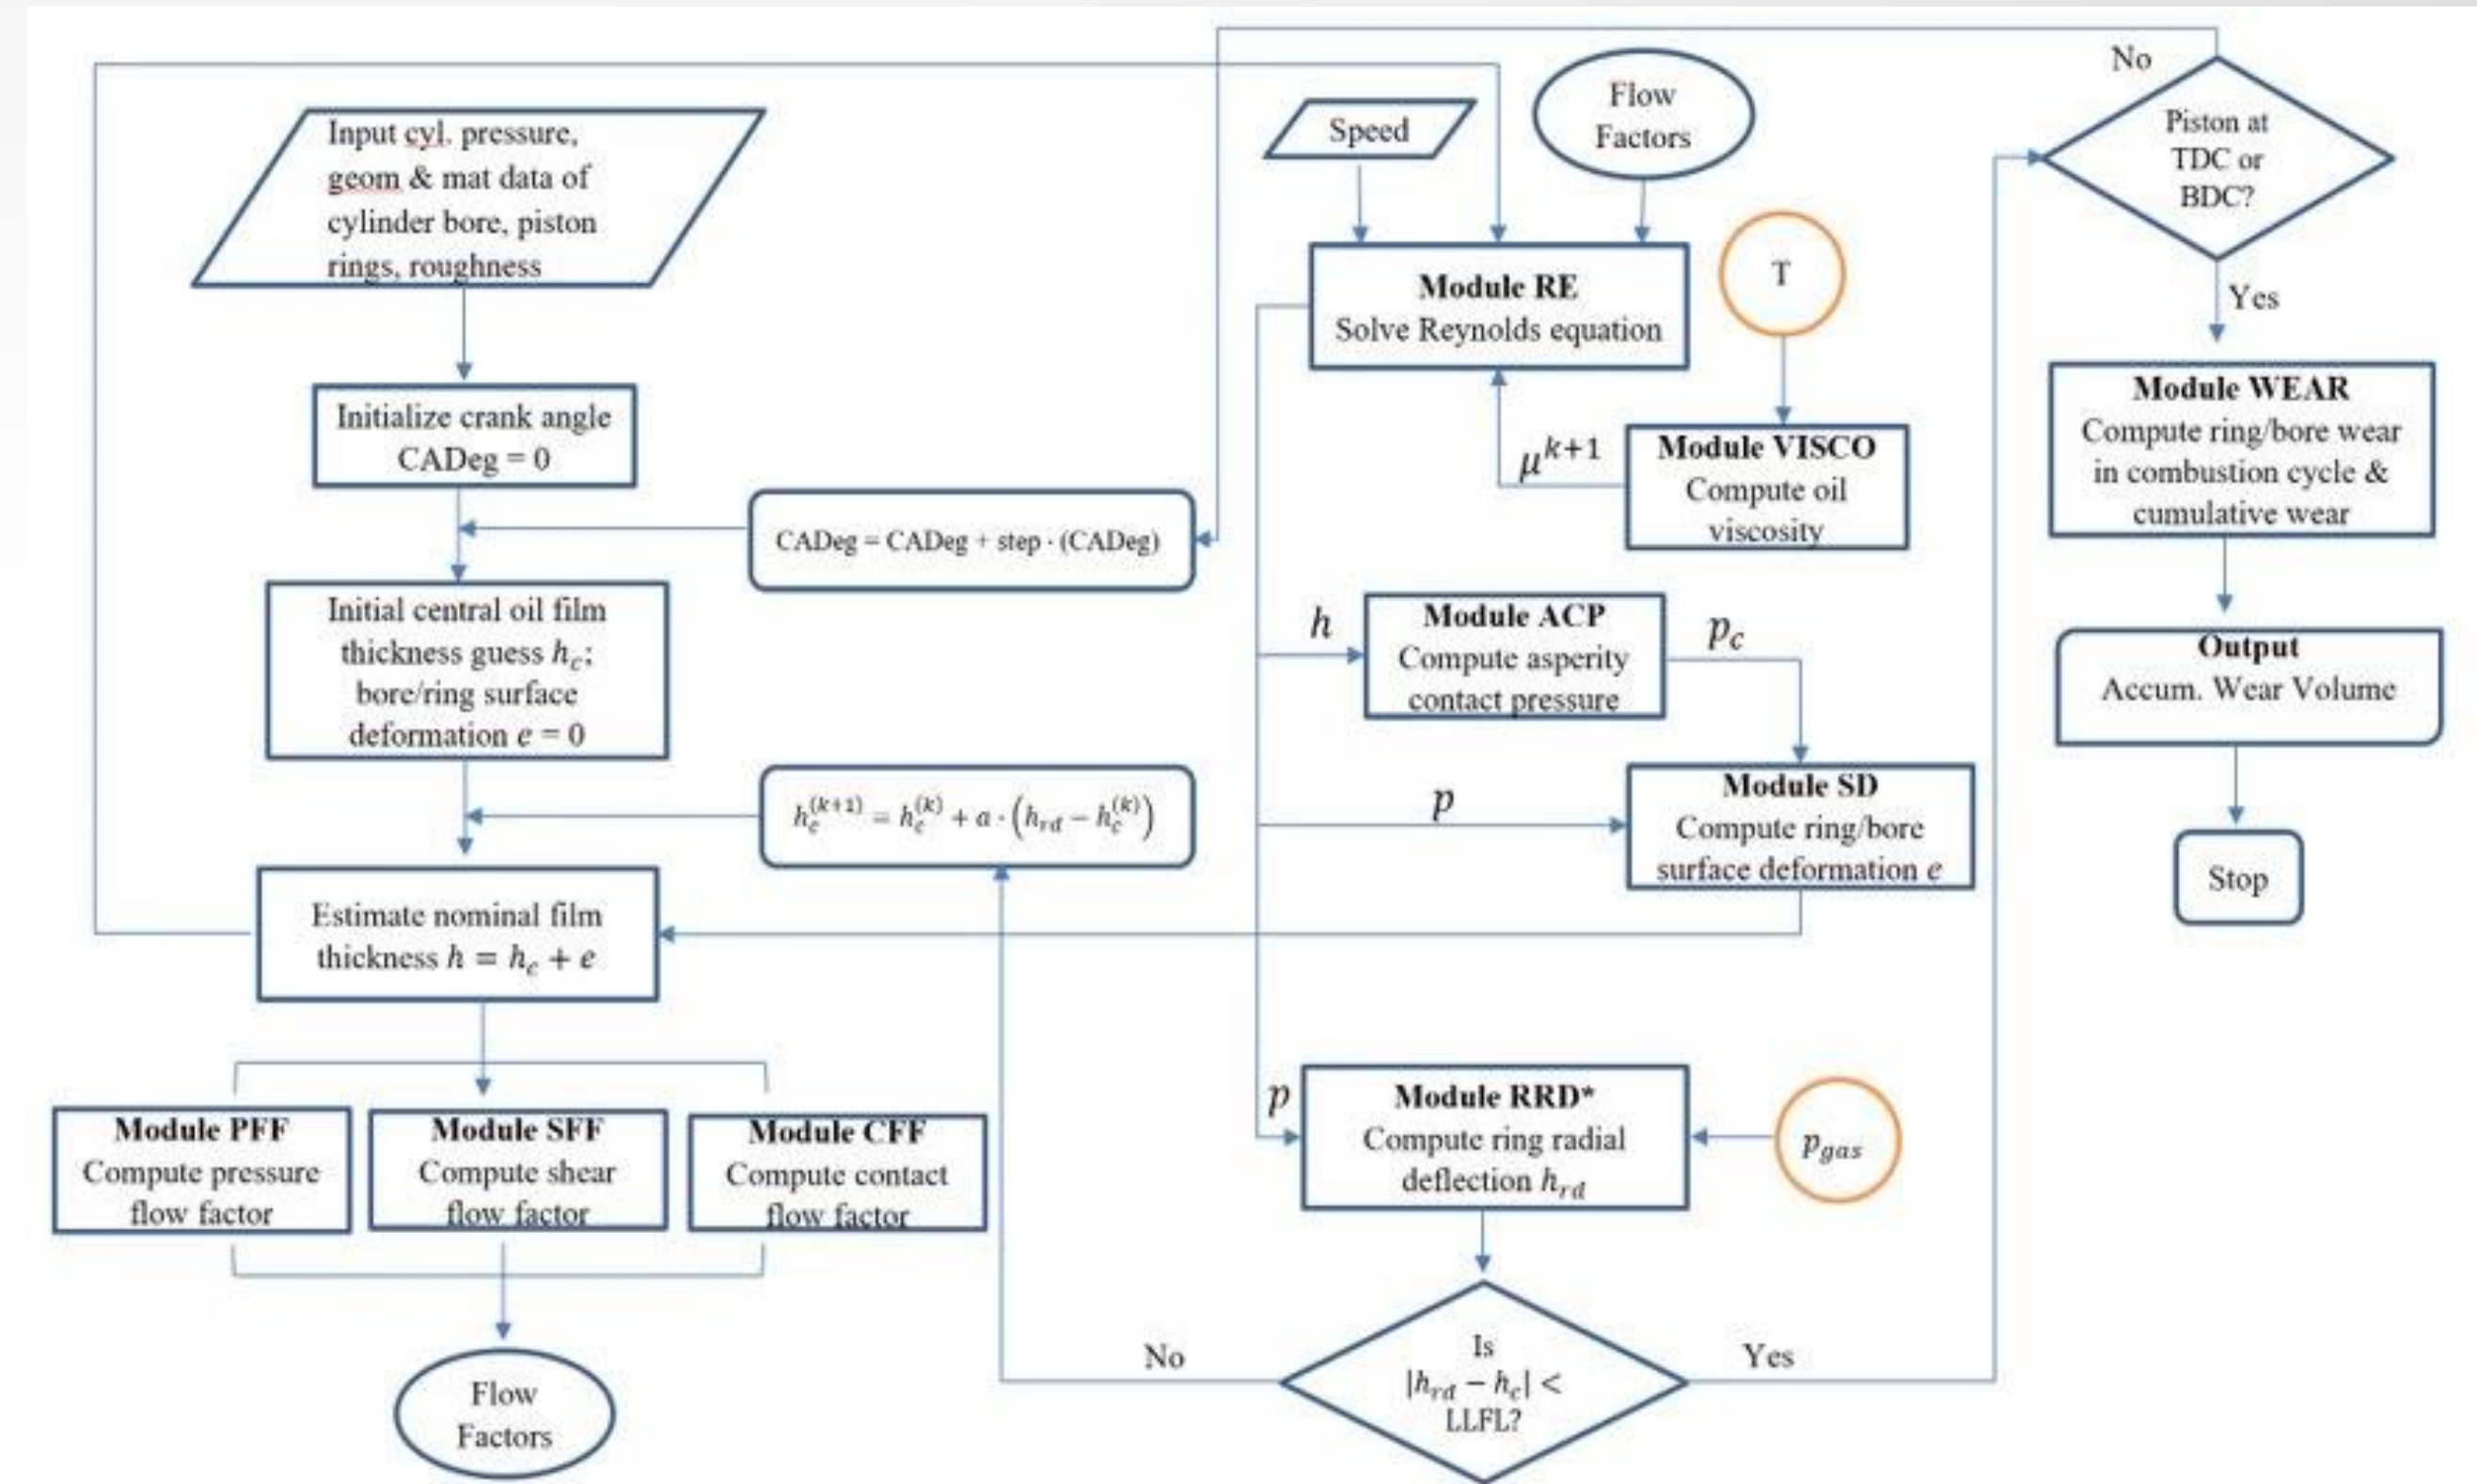 Input cyl. pressure,
geom & mat data of
cylinder bore, piston
rings, roughness
Initialize crank angle
CADeg = 0
CADeg = CADeg + step · (CADeg)
Initial central oil film
thickness guess h_c;
bore/ring surface
deformation e = 0
h_c^(k+1) = h_c^(k) + a · (h_rd − h_c^(k))
Estimate nominal film
thickness h = h_c + e
Module PFF
Compute pressure
flow factor
Module SFF
Compute shear
flow factor
Module CFF
Compute contact
flow factor
Flow
Factors
Speed
Flow
Factors
Module RE
Solve Reynolds equation
T
μ^k+1
Module VISCO
Compute oil
viscosity
h
Module ACP
Compute asperity
contact pressure
p_c
p
Module SD
Compute ring/bore
surface deformation e
p
Module RRD*
Compute ring radial
deflection h_rd
p_gas
No
Is
|h_rd − h_c| <
LLFL?
Yes
No
Piston at
TDC or
BDC?
Yes
Module WEAR
Compute ring/bore wear
in combustion cycle &
cumulative wear
Output
Accum. Wear Volume
Stop